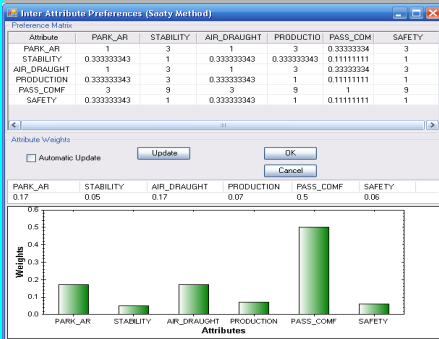 Inter Attribute Preferences (Saaty Method)
Preference Matrix
Attribute PARK_AR STABILITY AIR_DRAUGHT PRODUCTIO PASS_COM SAFETY
PARK_AR 1 3 1 3 0.33333334 3
STABILITY 0.333333343 1 0.333333343 0.333333343 0.11111111 1
AIR_DRAUGHT 1 3 1 3 0.33333334 3
PRODUCTION 0.333333343 3 0.333333343 1 0.11111111 1
PASS_COMF 3 9 3 9 1 9
SAFETY 0.333333343 1 0.333333343 1 0.11111111 1
Attribute Weights
Automatic Update Update OK
Cancel
PARK_AR STABILITY AIR_DRAUGHT PRODUCTION PASS_COMF SAFETY
0.17 0.05 0.17 0.07 0.5 0.06
0.6
0.5
0.4
0.3
0.2
0.1
0.0
Weights
PARK_AR STABILITY AIR_DRAUGHT PRODUCTION PASS_COMF SAFETY
Attributes